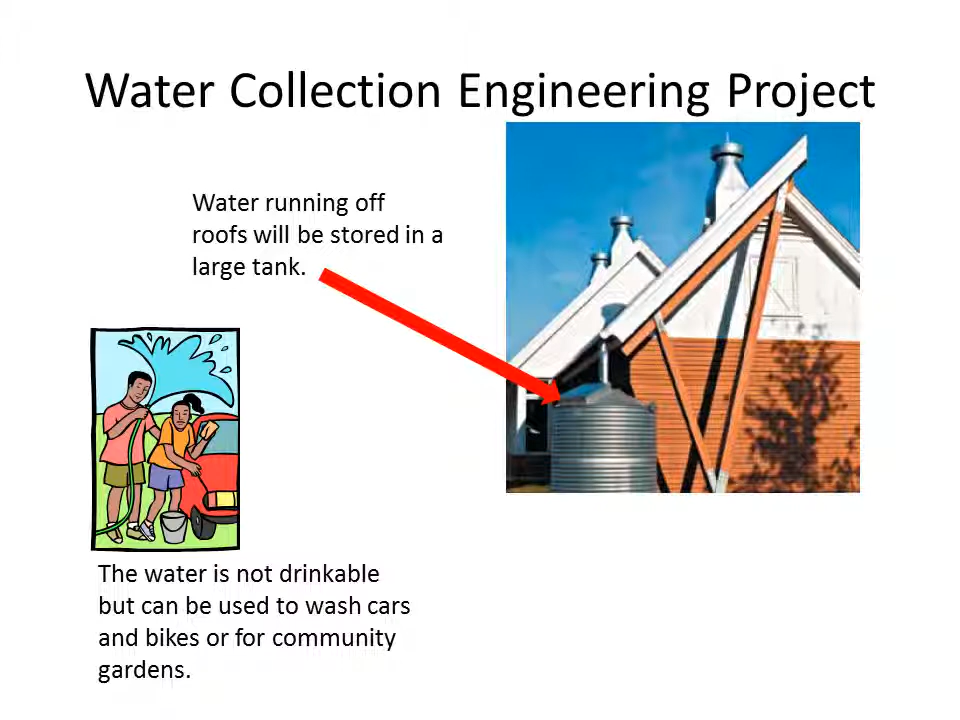 Water Collection Engineering Project
Water running off
roofs will be stored in a
large tank.
The water is not drinkable
but can be used to wash cars
and bikes or for community
gardens.